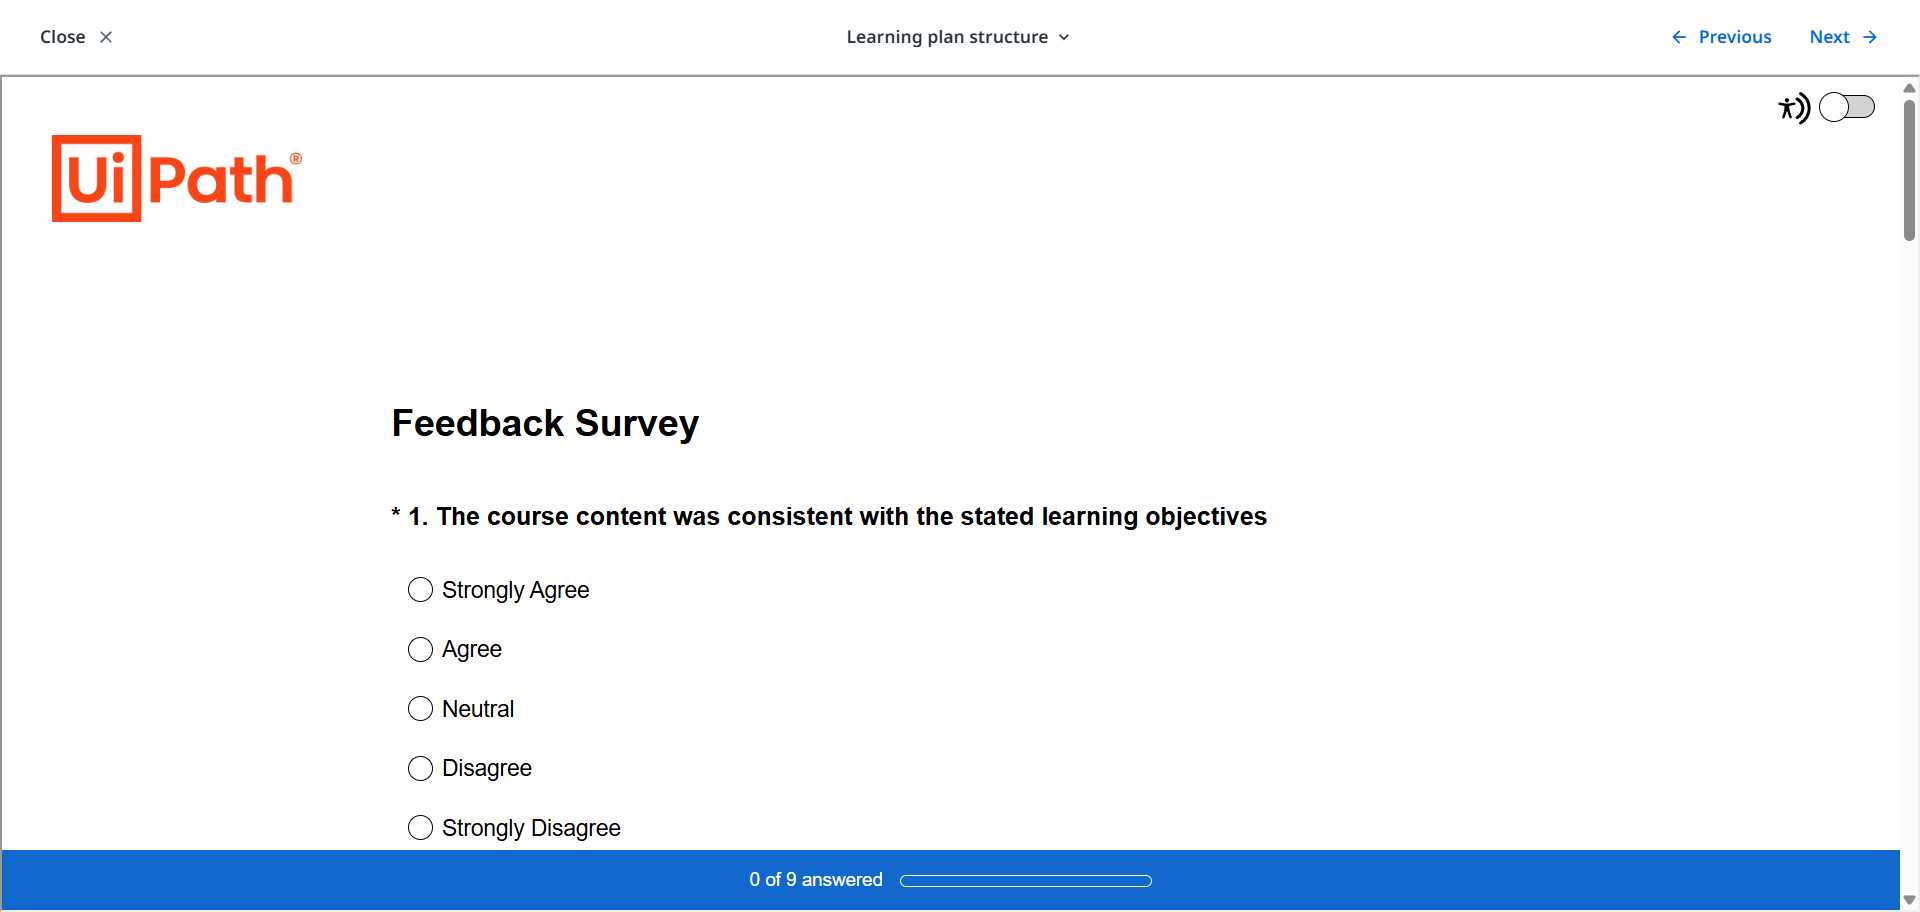 Close
Learning plan structure
Previous
Next
UiPath®
Feedback Survey
* 1. The course content was consistent with the stated learning objectives
Strongly Agree
Agree
Neutral
Disagree
Strongly Disagree
0 of 9 answered